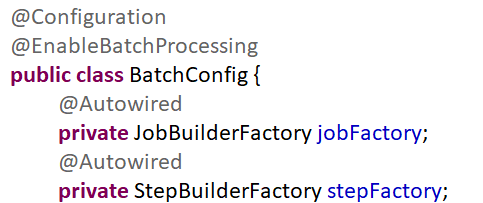 @Configuration
@EnableBatchProcessing
public class BatchConfig {
@Autowired
private JobBuilderFactory jobFactory;
@Autowired
private StepBuilderFactory stepFactory;